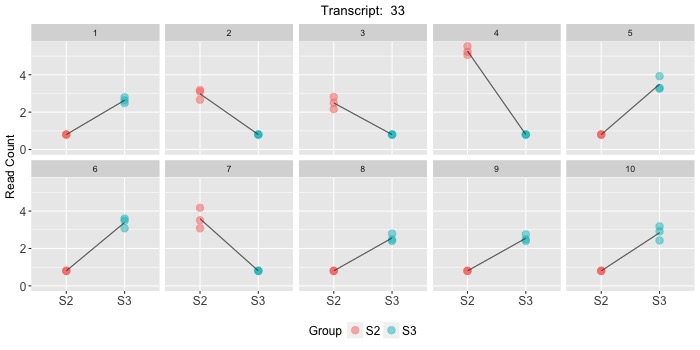 Transcript: 33
1 2 3 4 5
4
2
0
Read Count
6 7 8 9 10
4
2
0
S2 S3 S2 S3 S2 S3 S2 S3 S2 S3
Group S2 S3